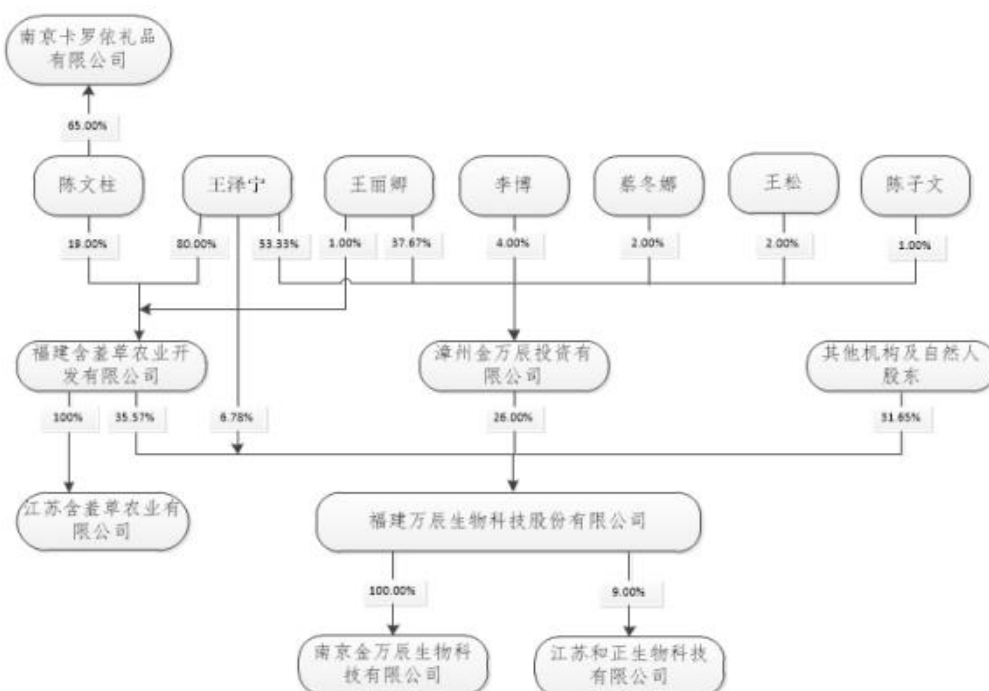 南京卡罗依礼品
有限公司
65.00%
陈文柱
王泽宁
王丽卿
李博
蔡冬娜
王松
陈子文
19.00%
80.00%
53.33%
1.00%
37.67%
4.00%
2.00%
2.00%
1.00%
福建含羞草农业开
发有限公司
漳州金万辰投资有
限公司
其他机构及自然人
股东
100%
35.57%
6.78%
26.00%
31.65%
江苏含羞草农业有
限公司
福建万辰生物科技股份有限公司
100.00%
9.00%
南京金万辰生物科
技有限公司
江苏和正生物科技
有限公司